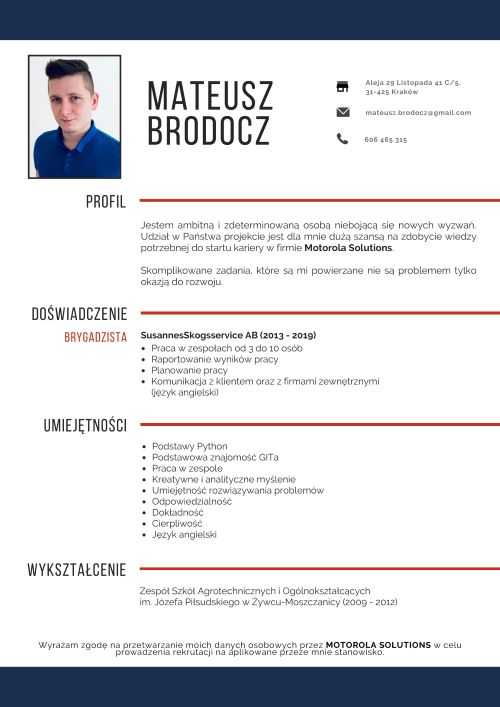 MATEUSZ
BRODOCZ
Aleja 29 Listopada 41 C/5,
31-425 Kraków
mateusz.brodocz@gmail.com
606 465 315
PROFIL
Jestem ambitną i zdeterminowaną osobą niebojącą się nowych wyzwań.
Udział w Państwa projekcie jest dla mnie dużą szansą na zdobycie wiedzy
potrzebnej do startu kariery w firmie Motorola Solutions.
Skomplikowane zadania, które są mi powierzane nie są problemem tylko
okazją do rozwoju.
DOŚWIADCZENIE
BRYGADZISTA
SusannesSkogsservice AB (2013 - 2019)
Praca w zespołach od 3 do 10 osób
Raportowanie wyników pracy
Planowanie pracy
Komunikacja z klientem oraz z firmami zewnętrznymi
(język angielski)
UMIEJĘTNOŚCI
Podstawy Python
Podstawowa znajomość GITa
Praca w zespole
Kreatywne i analityczne myślenie
Umiejętność rozwiązywania problemów
Odpowiedzialność
Dokładność
Cierpliwość
Język angielski
WYKSZTAŁCENIE
Zespół Szkół Agrotechnicznych i Ogólnokształcących
im. Józefa Piłsudskiego w Żywcu-Moszczanicy (2009 - 2012)
Wyrażam zgodę na przetwarzanie moich danych osobowych przez MOTOROLA SOLUTIONS w celu
prowadzenia rekrutacji na aplikowane przeze mnie stanowisko.